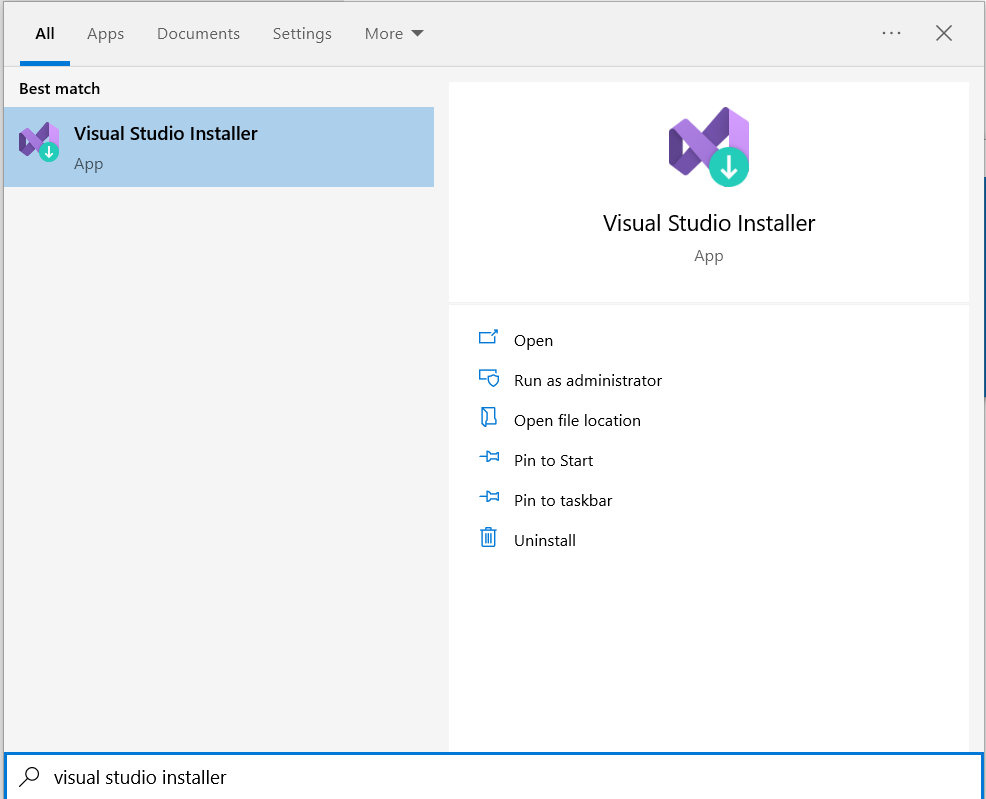 All Apps Documents Settings More
Best match
Visual Studio Installer
App
Visual Studio Installer
App
Open
Run as administrator
Open file location
Pin to Start
Pin to taskbar
Uninstall
visual studio installer